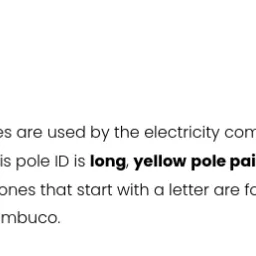 es are used by the electricity com
is pole ID is long, yellow pole pai
ones that start with a letter are fo
ambuco.